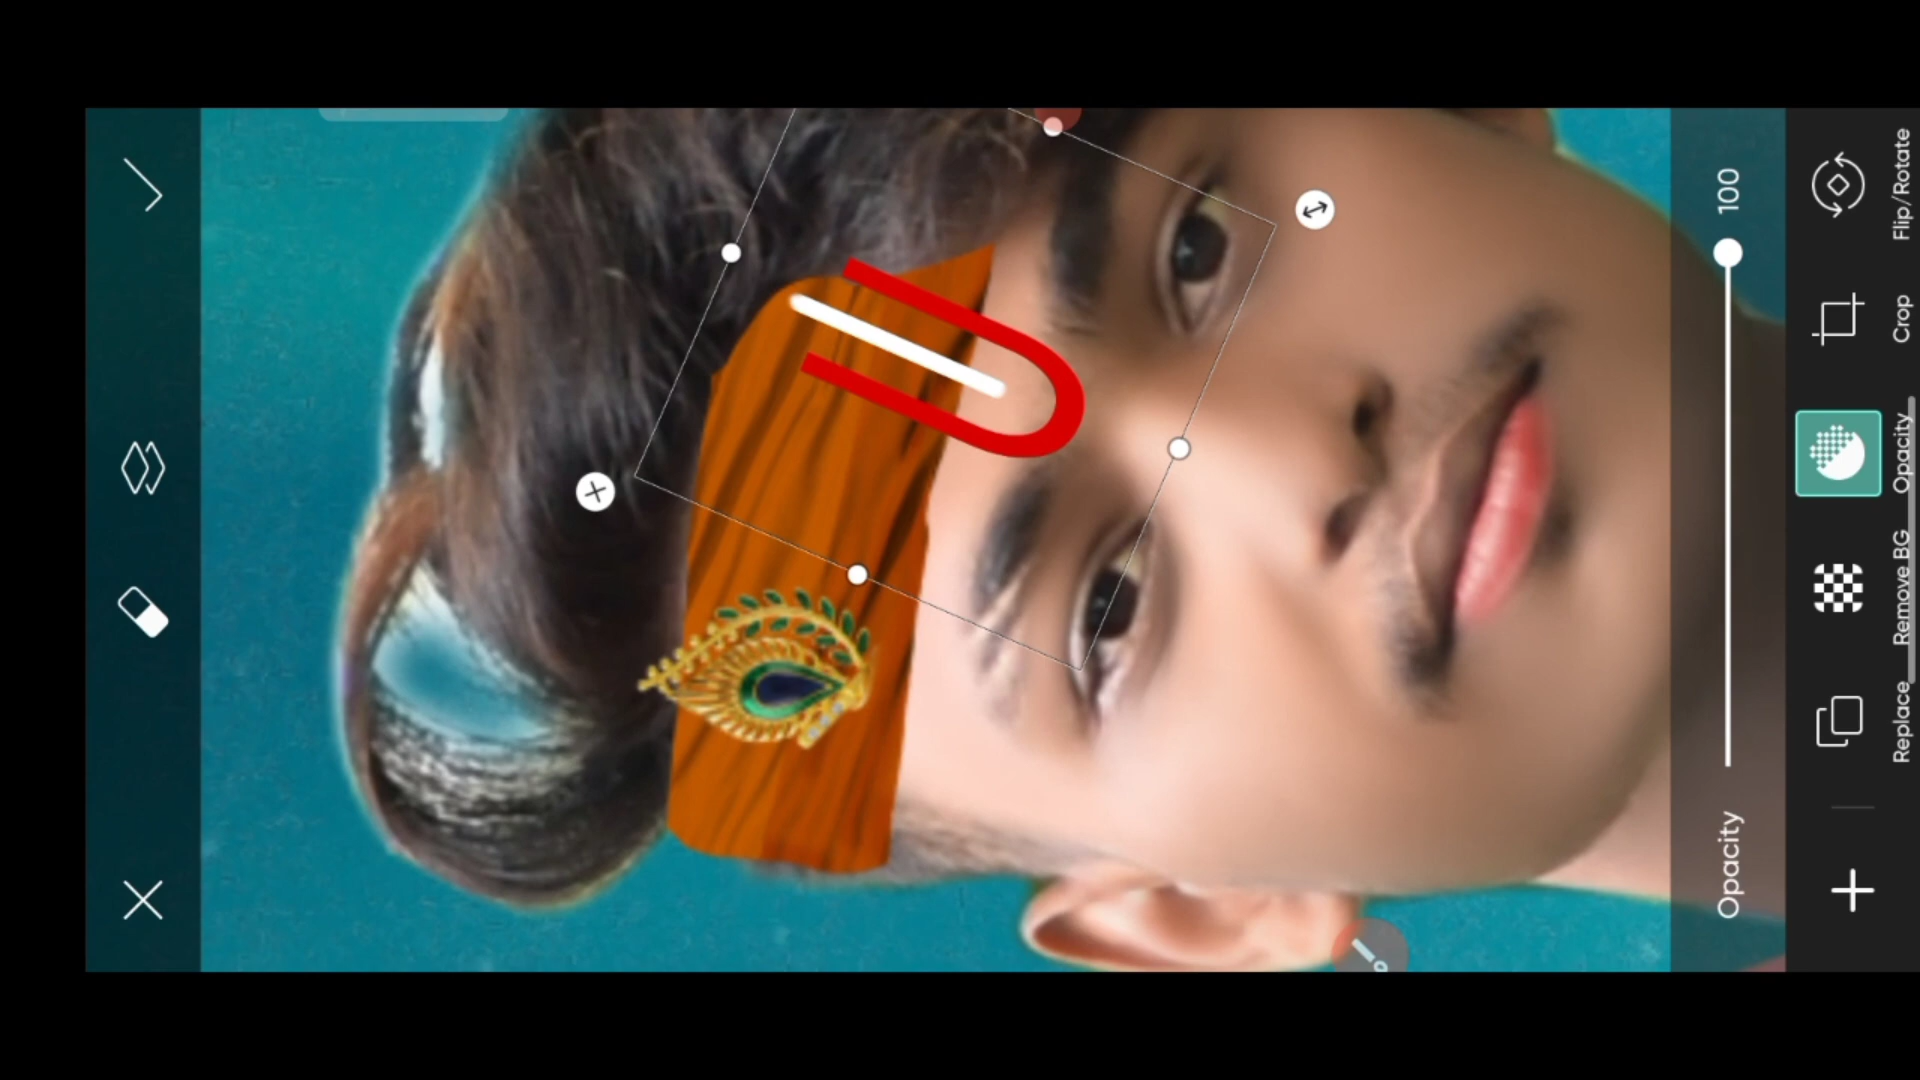 100
Opacity
Flip/Rotate
Crop
Opacity
Remove BG
Replace